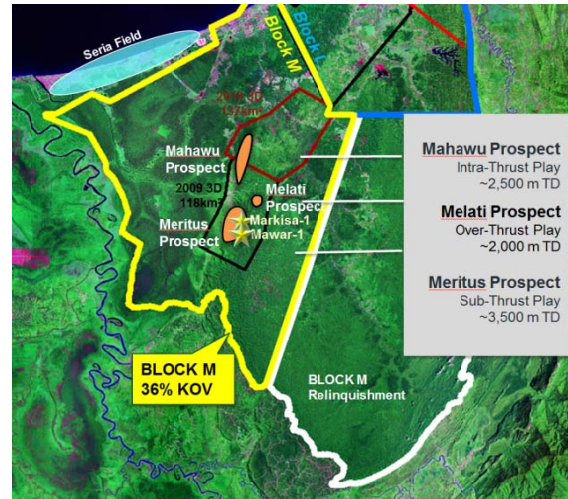 Seria Field
Block M
Block L
3D
137km²
Mahawu
Prospect
2009 3D
118km²
Melati
Prospect
Meritus
Prospect
Markisa-1
Mawar-1
Mahawu Prospect
Intra-Thrust Play
~2,500 m TD
Melati Prospect
Over-Thrust Play
~2,000 m TD
Meritus Prospect
Sub-Thrust Play
~3,500 m TD
BLOCK M
36% KOV
BLOCK M
Relinquishment